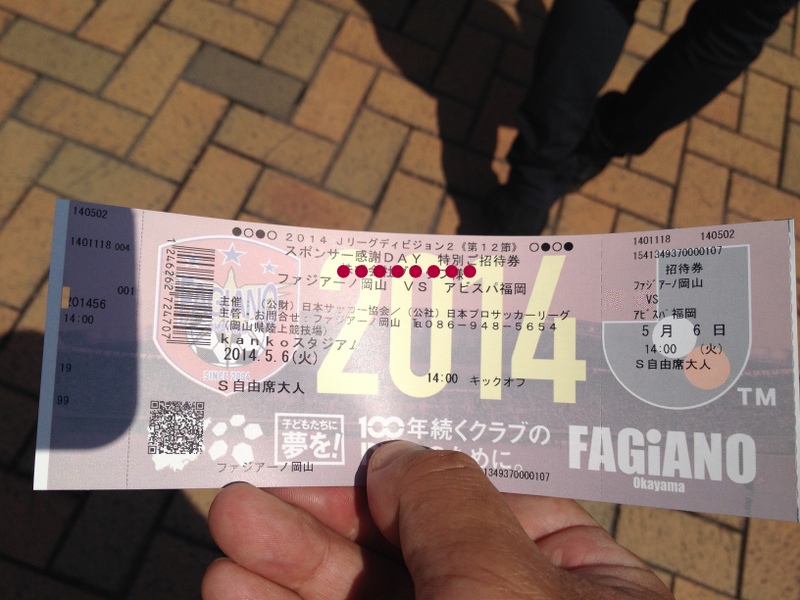 140502
1401118 004
001
201456
14:00
19
99
2014 Jリーグディビジョン2《第12節》
スポンサー感謝DAY 特別ご招待券
ファジアーノ岡山 VS アビスパ福岡
主催 (公財)日本サッカー協会/(公社)日本プロサッカーリーグ
主管・お問合せ:ファジアーノ岡山 ℡086-948-5654
(岡山県陸上競技場)
kankoスタジアム
2014.5.6(火)
14:00 キックオフ
S自由席大人
2014
SINCE 2004
子どもたちに
夢を!
100年続くクラブの
ために。
ファジアーノ岡山
1349370000107
FAGiANO
Okayama
1401118 140502
1541349370000107
招待券
ファジアーノ岡山
VS
アビスパ福岡
5月 6日
14:00 (火)
S自由席大人
TM